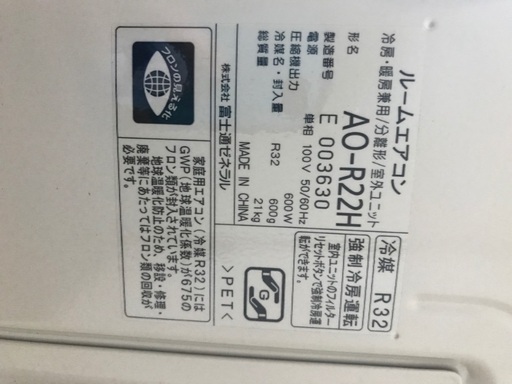 ルームエアコン
冷房・暖房兼用/分離形/室外ユニット
形名 AO-R22H
製造番号 E 003630
電源 単相 100V 50/60Hz
圧縮機出力 600W
冷媒名・封入量 R32 600g
総質量 21kg
MADE IN CHINA
株式会社 富士通ゼネラル
冷媒 R32
強制冷房運転
室内ユニットのフィルター
リセットボタンで強制冷房運
転ができます。
G
>PET<
フロンの見える化
家庭用エアコン(冷媒R32)には
GWP(地球温暖化係数)が675の
フロン類が封入されています。
地球温暖化防止のため、移設・修理・
廃棄等にあたってはフロン類の回収が
必要です。